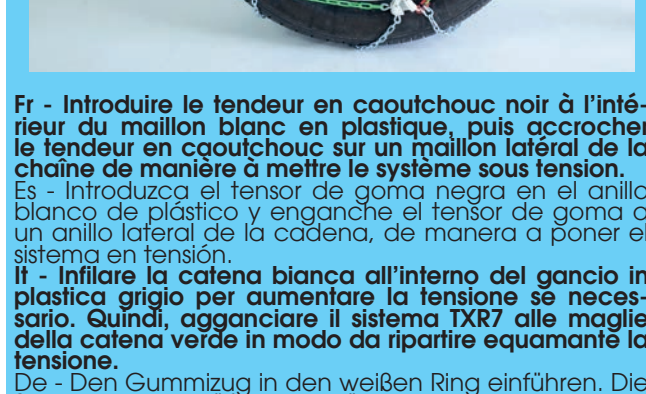 Fr - Introduire le tendeur en caoutchouc noir à l'inté-
rieur du maillon blanc en plastique, puis accrocher
le tendeur en caoutchouc sur un maillon latéral de la
chaîne de manière à mettre le système sous tension.
Es - Introduzca el tensor de goma negra en el anillo
blanco de plástico y enganche el tensor de goma a
un anillo lateral de la cadena, de manera a poner el
sistema en tensión.
It - Infilare la catena bianca all'interno del gancio in
plastica grigio per aumentare la tensione se neces-
sario. Quindi, agganciare il sistema TXR7 alle maglie
della catena verde in modo da ripartire equamante la
tensione.
De - Den Gummizug in den weißen Ring einführen. Die